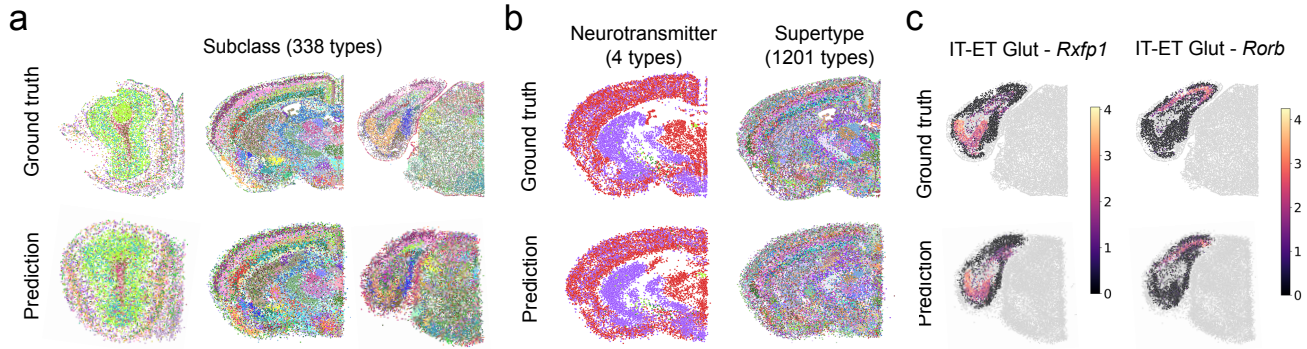 a
Subclass (338 types)
Ground truth
Prediction
b
Neurotransmitter
(4 types)
Supertype
(1201 types)
Ground truth
Prediction
c
IT-ET Glut - Rxfp1
IT-ET Glut - Rorb
Ground truth
Prediction
4
3
2
1
0
4
3
2
1
0